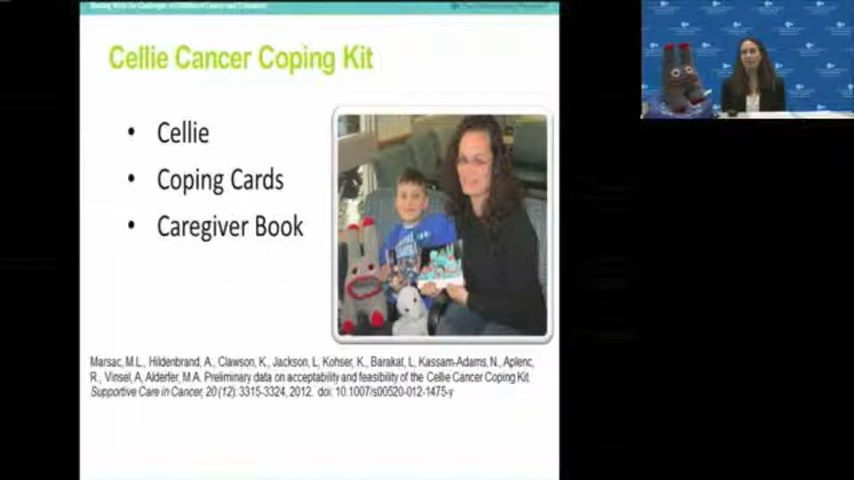 Cellie Cancer Coping Kit
• Cellie
• Coping Cards
• Caregiver Book
Marsac, M.L., Hildenbrand, A., Clawson, K., Jackson, L, Kohser, K., Barakat, L, Kassam-Adams, N., Aplenc,
R., Vinsel, A, Alderfer, M.A. Preliminary data on acceptability and feasibility of the Cellie Cancer Coping Kit
Supportive Care in Cancer, 20 (12): 3315-3324, 2012. doi: 10.1007/s00520-012-1475-y